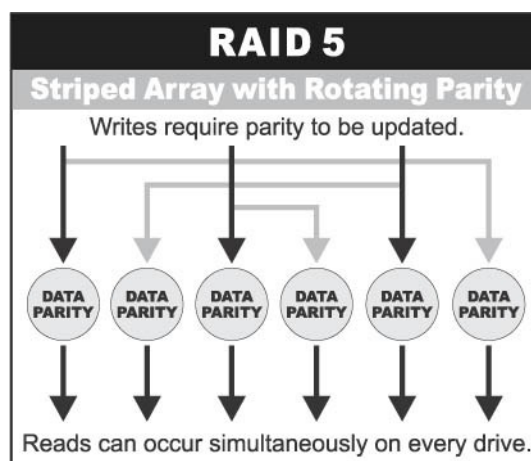 RAID 5
Striped Array with Rotating Parity
Writes require parity to be updated.
DATA PARITY
DATA PARITY
DATA PARITY
DATA PARITY
DATA PARITY
DATA PARITY
Reads can occur simultaneously on every drive.